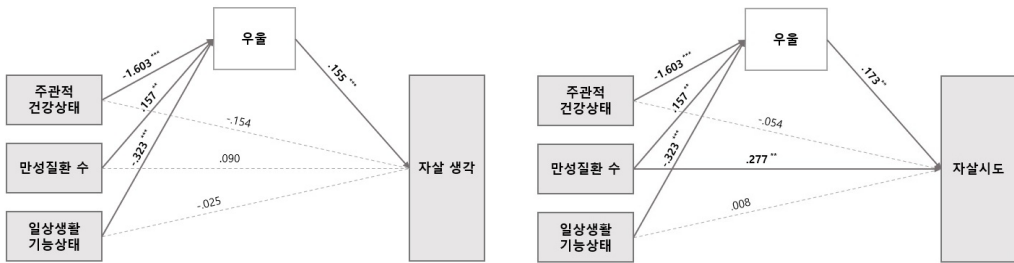 우울
주관적
건강상태
만성질환 수
일상생활
기능상태
자살 생각
-1.603 ***
.157 **
-.323 ***
.155 ***
-.154
.090
-.025
우울
주관적
건강상태
만성질환 수
일상생활
기능상태
자살시도
-1.603 ***
.157 **
-.323 ***
.173 **
-.054
.277 **
.008